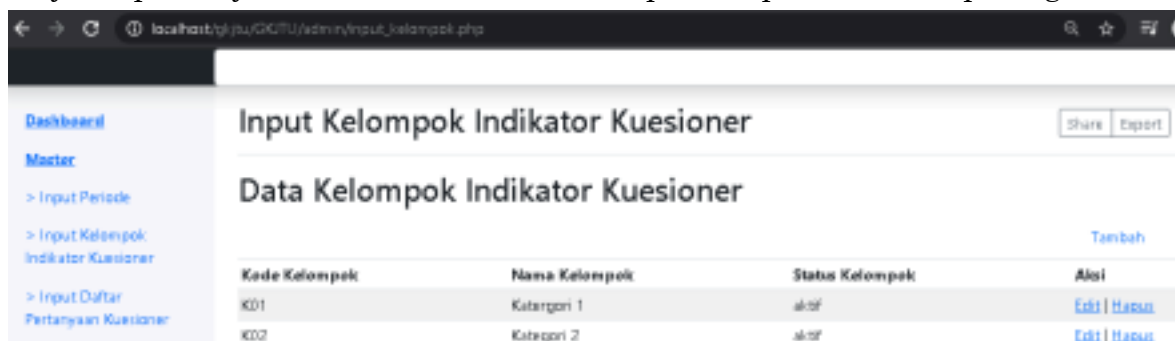 localhost/gkjtu/GKJTU/admin/input_kelompok.php
Dashboard
Master
> Input Periode
> Input Kelompok
Indikator Kuesioner
> Input Daftar
Pertanyaan Kuesioner
Input Kelompok Indikator Kuesioner
Share Export
Data Kelompok Indikator Kuesioner
Tambah
Kode Kelompok Nama Kelompok Status Kelompok Aksi
K01 Katergori 1 aktif Edit | Hapus
K02 Kategori 2 aktif Edit | Hapus